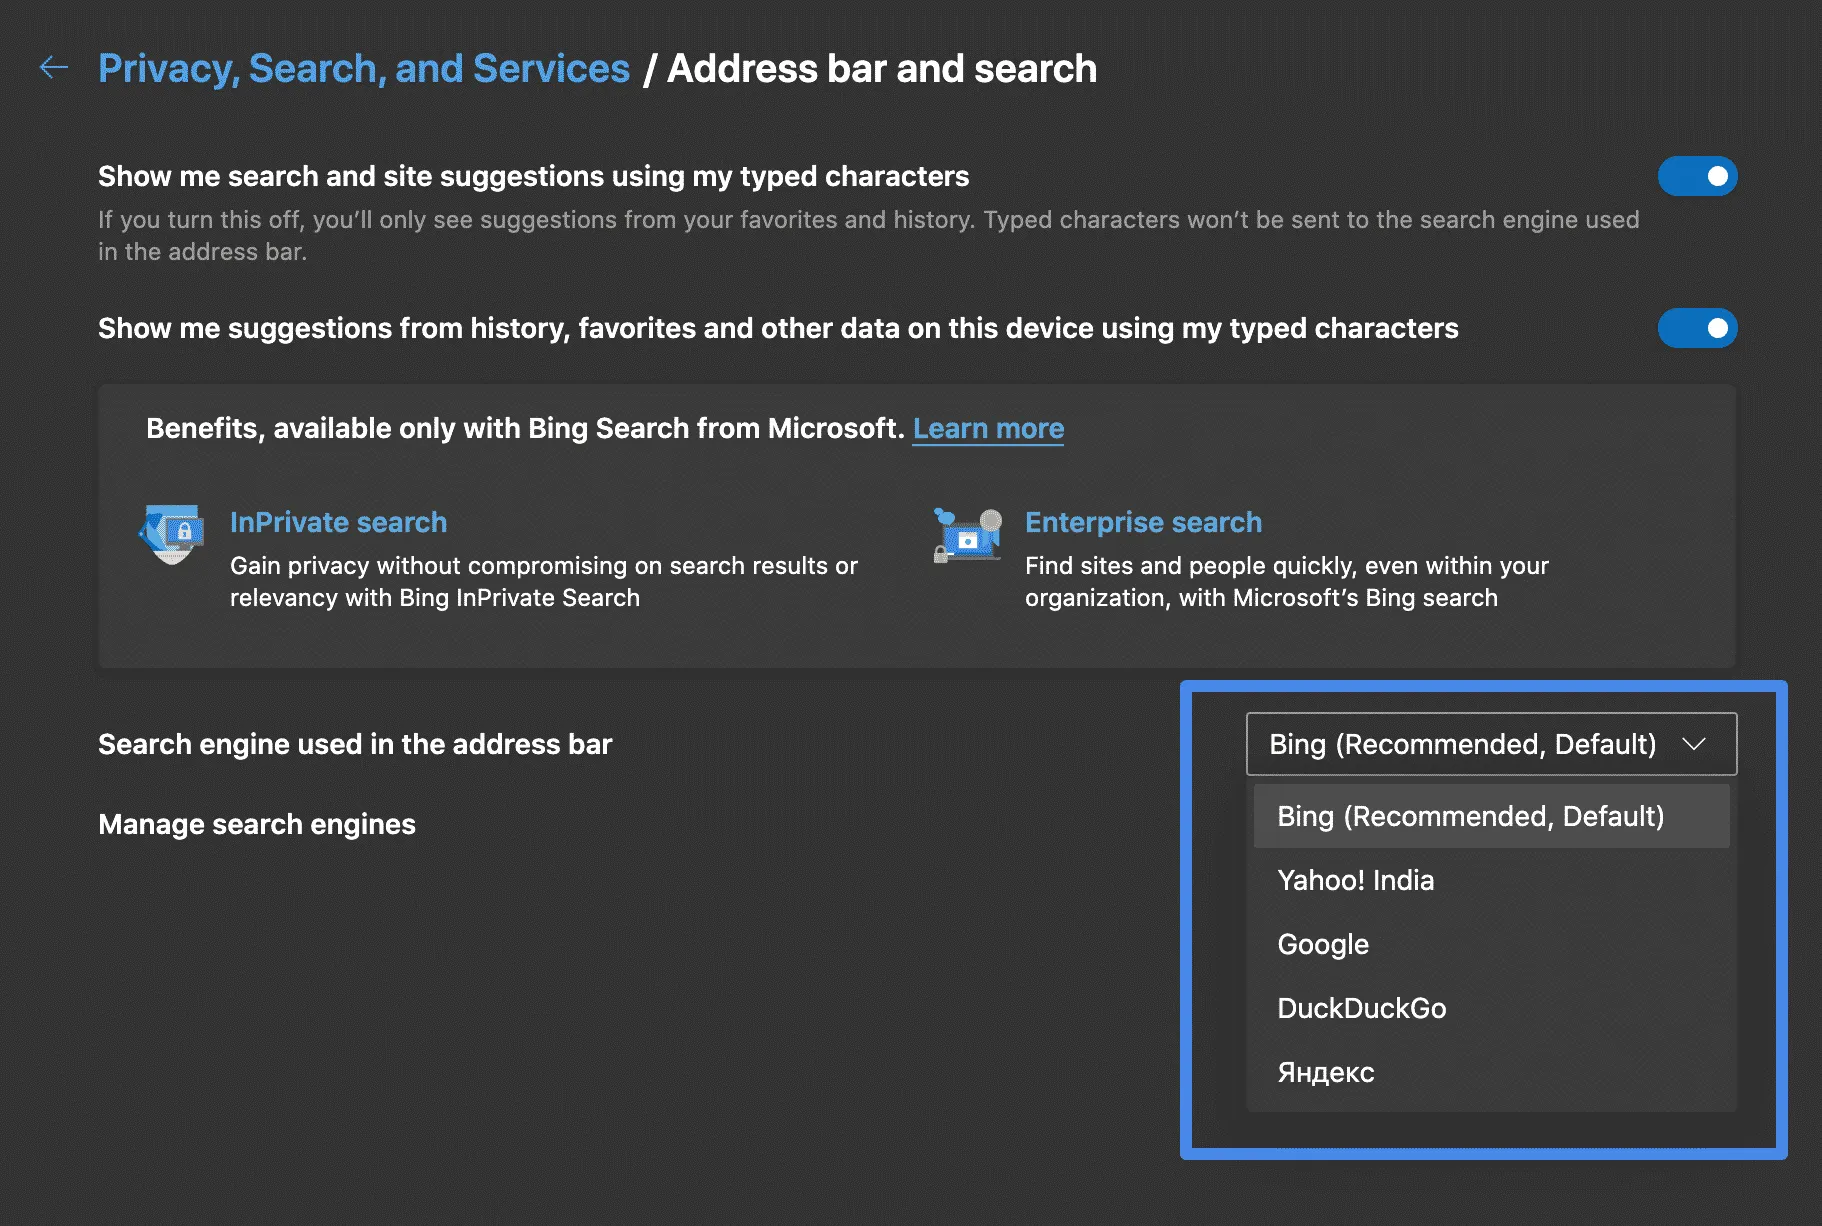 Privacy, Search, and Services / Address bar and search
Show me search and site suggestions using my typed characters
If you turn this off, you’ll only see suggestions from your favorites and history. Typed characters won’t be sent to the search engine used
in the address bar.
Show me suggestions from history, favorites and other data on this device using my typed characters
Benefits, available only with Bing Search from Microsoft. Learn more
InPrivate search
Gain privacy without compromising on search results or
relevancy with Bing InPrivate Search
Enterprise search
Find sites and people quickly, even within your
organization, with Microsoft’s Bing search
Search engine used in the address bar
Bing (Recommended, Default)
Manage search engines
Bing (Recommended, Default)
Yahoo! India
Google
DuckDuckGo
Яндекс